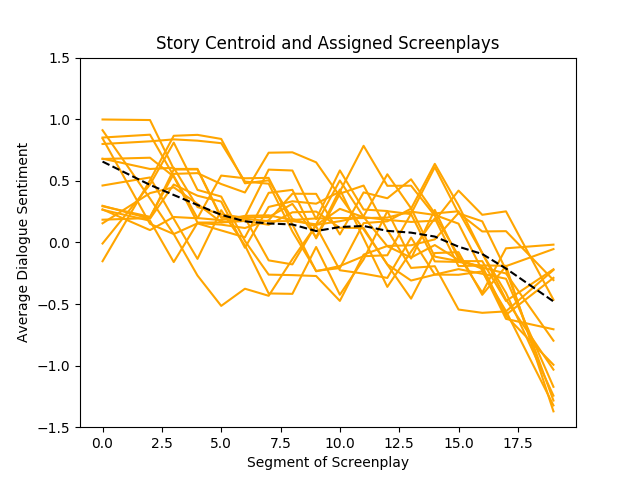 Story Centroid and Assigned Screenplays
1.5
1.0
0.5
0.0
−0.5
−1.0
−1.5
Average Dialogue Sentiment
0.0 2.5 5.0 7.5 10.0 12.5 15.0 17.5
Segment of Screenplay